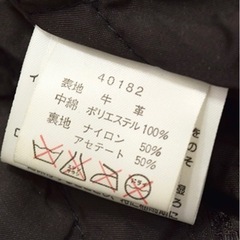 40182
表地 牛 革
中綿 ポリエステル100%
裏地 ナイロン 50%
アセテート 50%